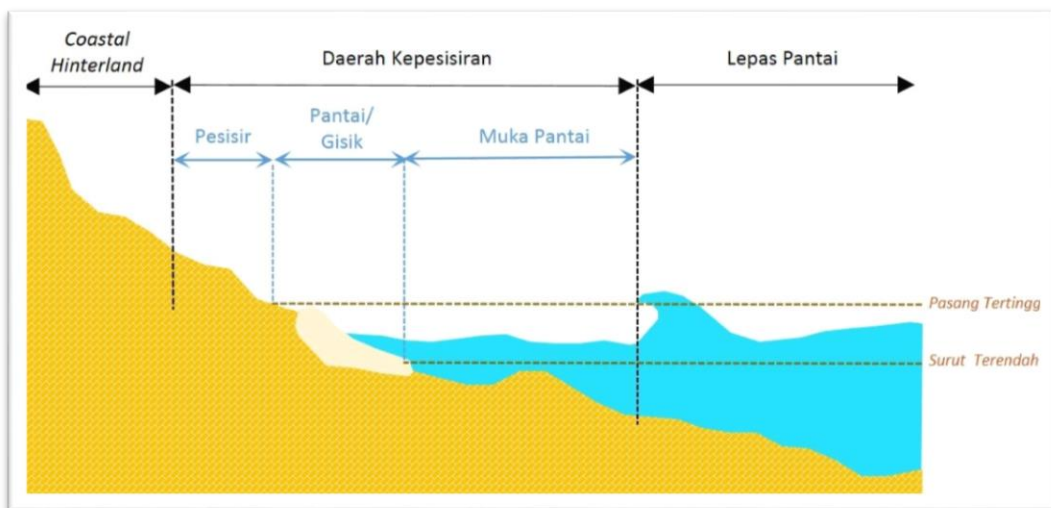 Coastal
Hinterland
Daerah Kepesisiran
Lepas Pantai
Pesisir
Pantai/
Gisik
Muka Pantai
Pasang Tertingg
Surut Terendah